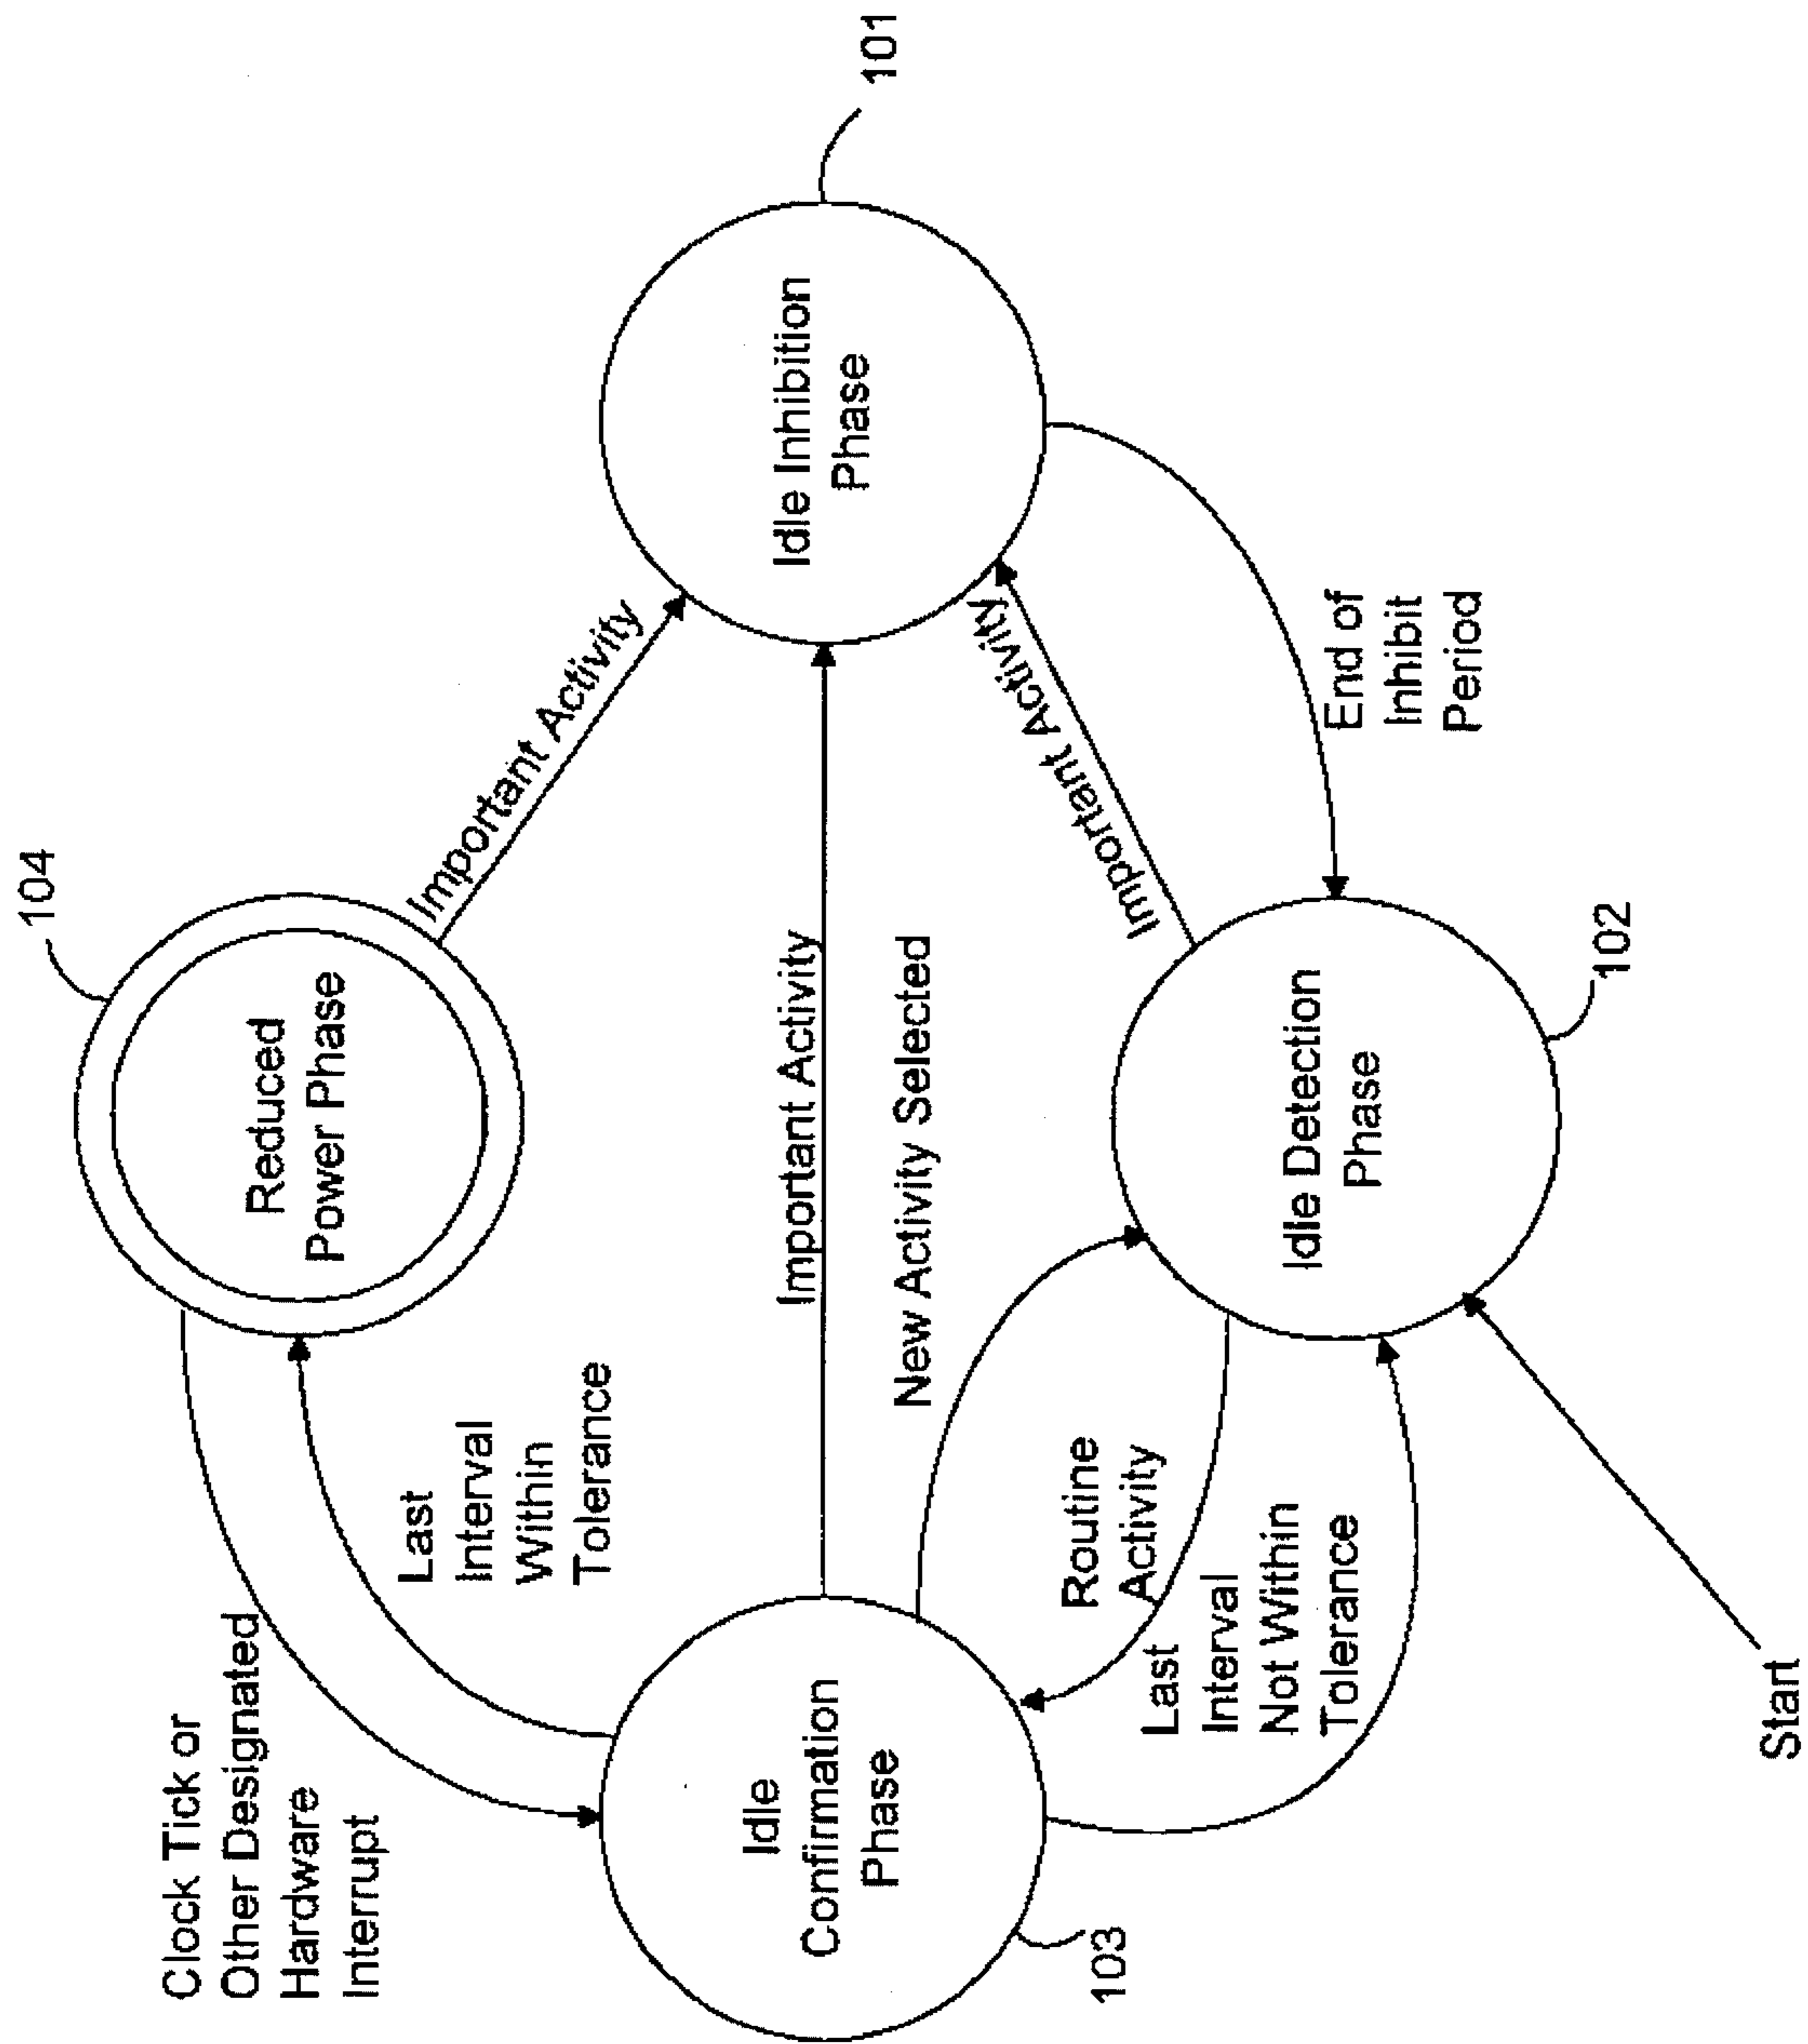 Clock Tick or
Other Designated
Hardware
Interrupt
104
Reduced
Power Phase
Last
Interval
Within
Tolerance
Important Activity
Idle
Confirmation
Phase
103
Important Activity
New Activity Selected
Idle Inhibition
Phase
101
Important Activity
Routine
Activity
Last
Interval
Not Within
Tolerance
Idle Detection
Phase
102
End of
Inhibit
Period
Start